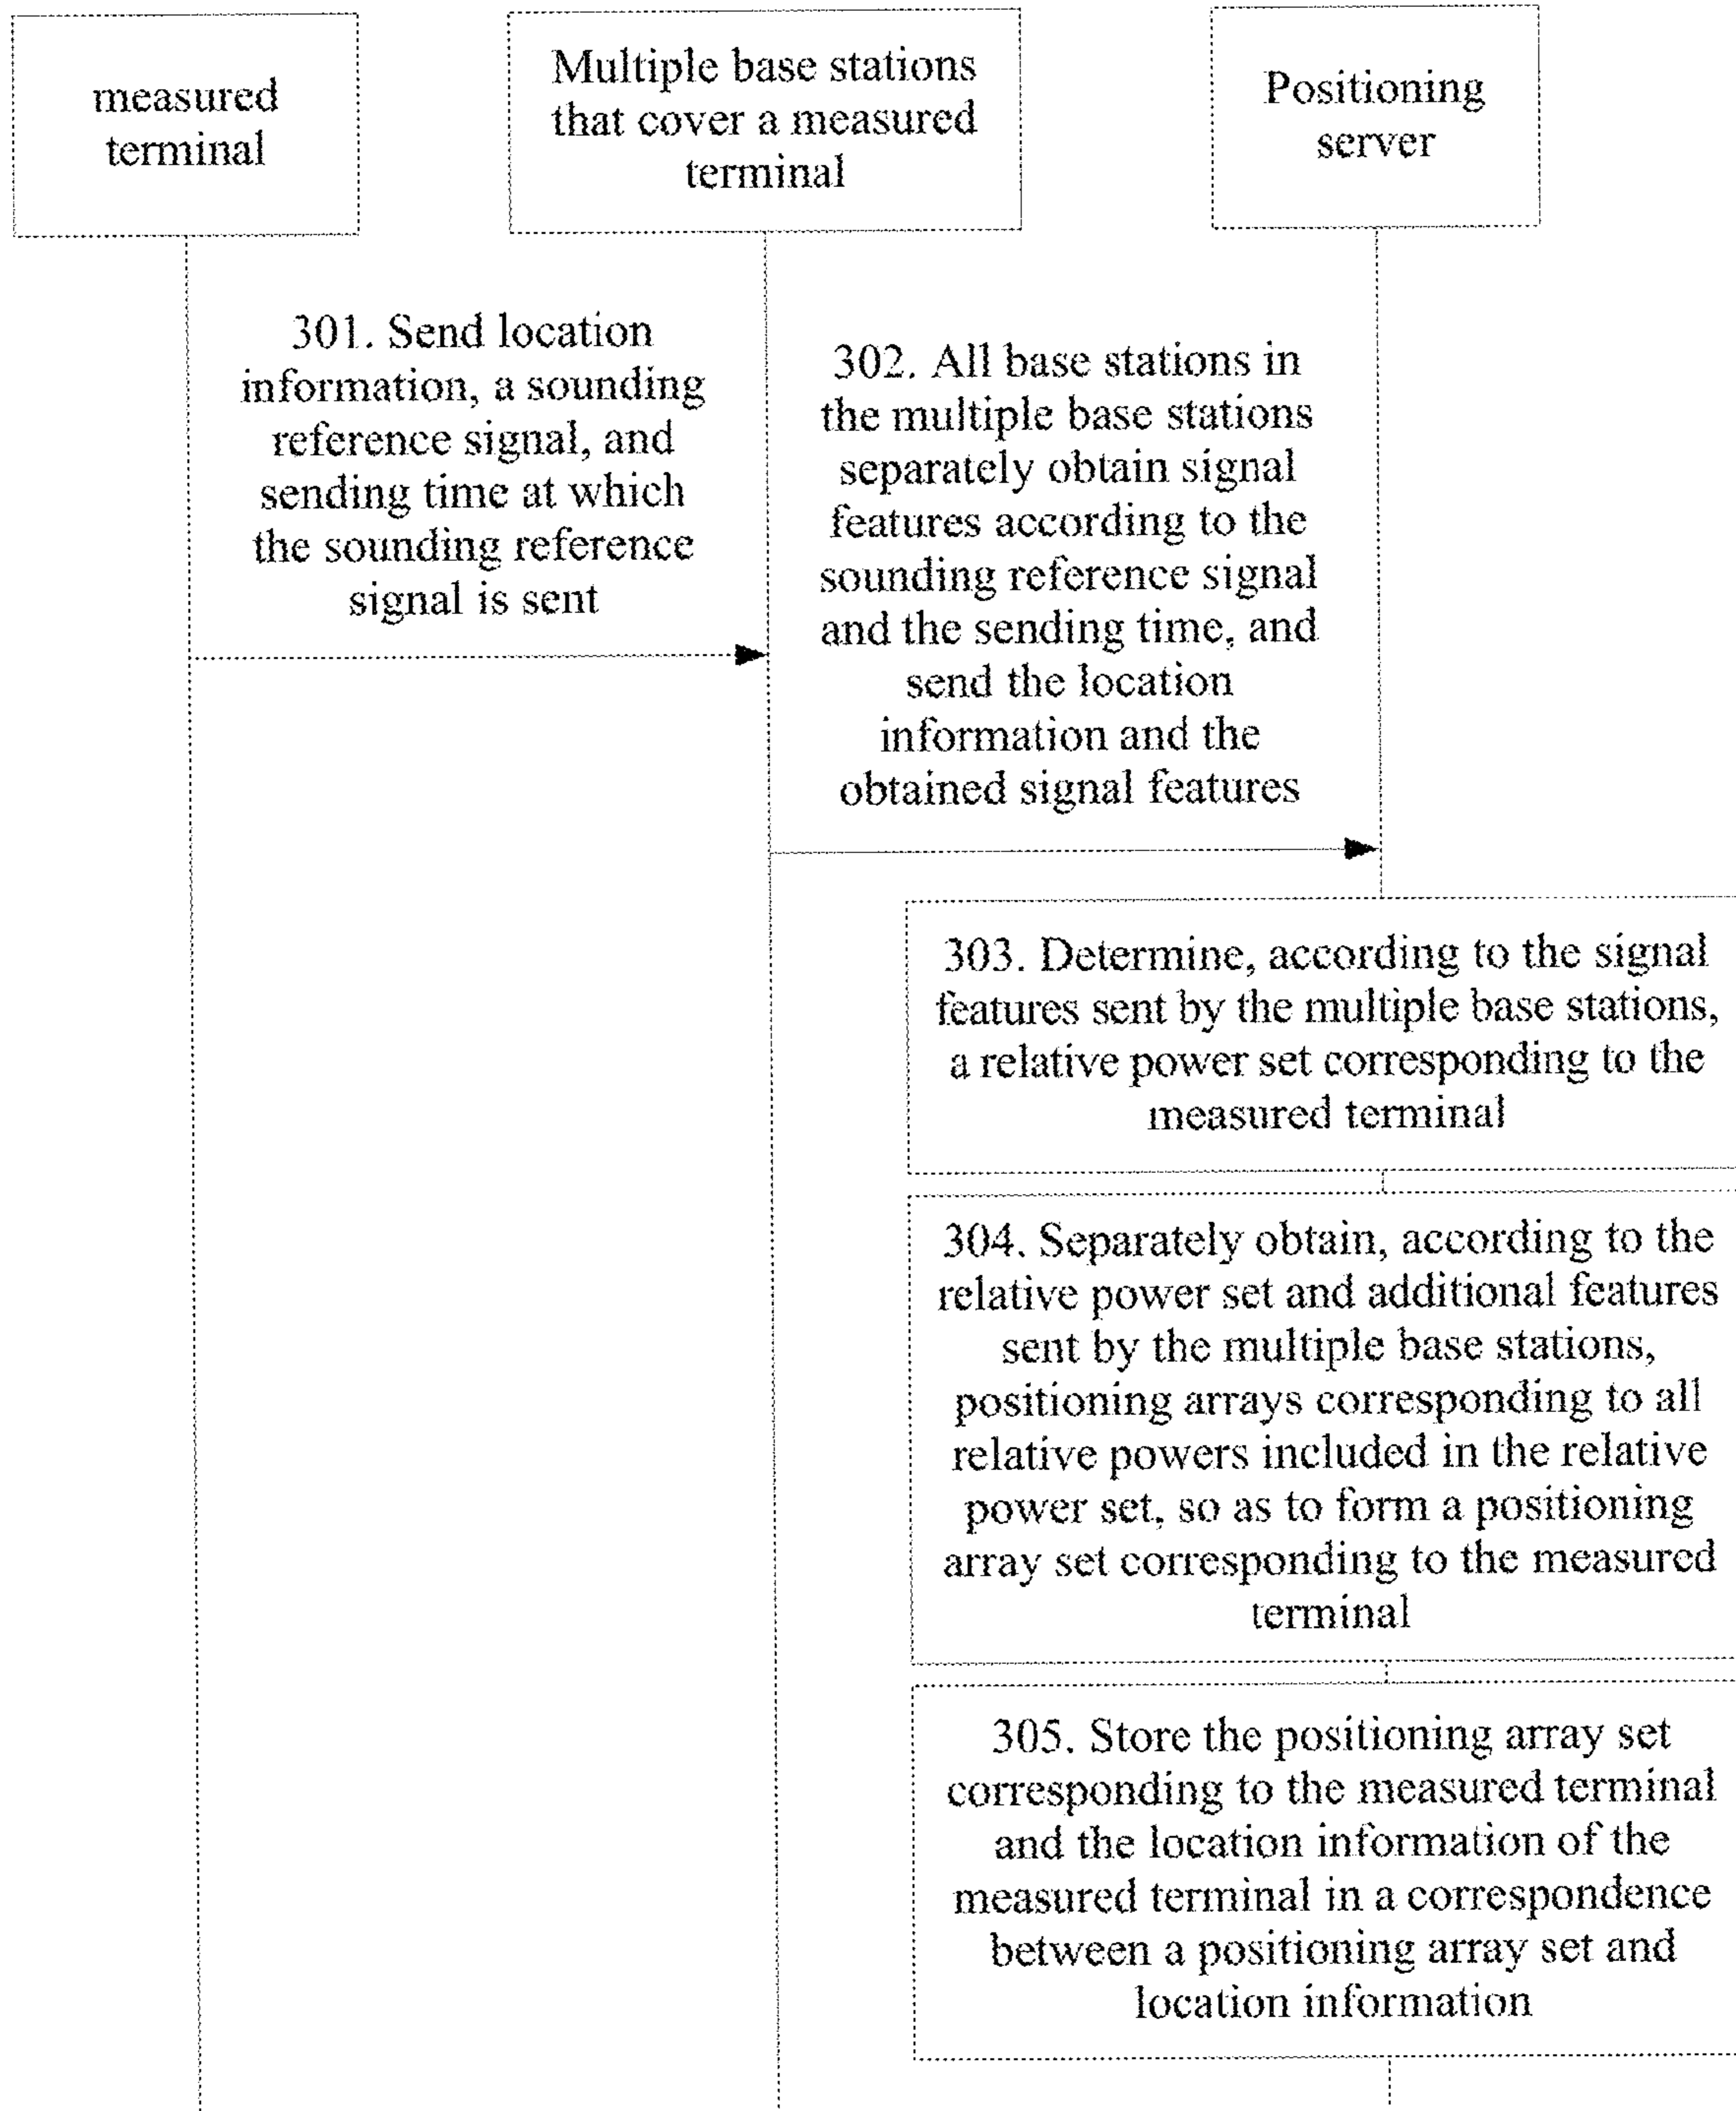 measured
terminal
Multiple base stations
that cover a measured
terminal
Positioning
server
301. Send location
information, a sounding
reference signal, and
sending time at which
the sounding reference
signal is sent
302. All base stations in
the multiple base stations
separately obtain signal
features according to the
sounding reference signal
and the sending time, and
send the location
information and the
obtained signal features
303. Determine, according to the signal
features sent by the multiple base stations,
a relative power set corresponding to the
measured terminal
304. Separately obtain, according to the
relative power set and additional features
sent by the multiple base stations,
positioning arrays corresponding to all
relative powers included in the relative
power set, so as to form a positioning
array set corresponding to the measured
terminal
305. Store the positioning array set
corresponding to the measured terminal
and the location information of the
measured terminal in a correspondence
between a positioning array set and
location information